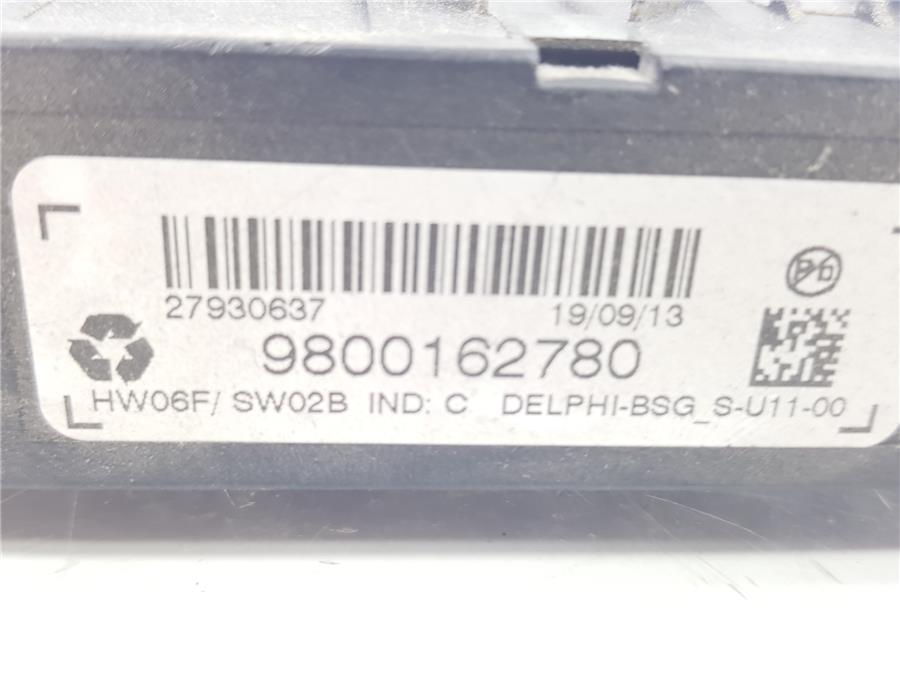 27930637 19/09/13
9800162780
HW06F/ SW02B IND: C DELPHI-BSG_S-U11-00